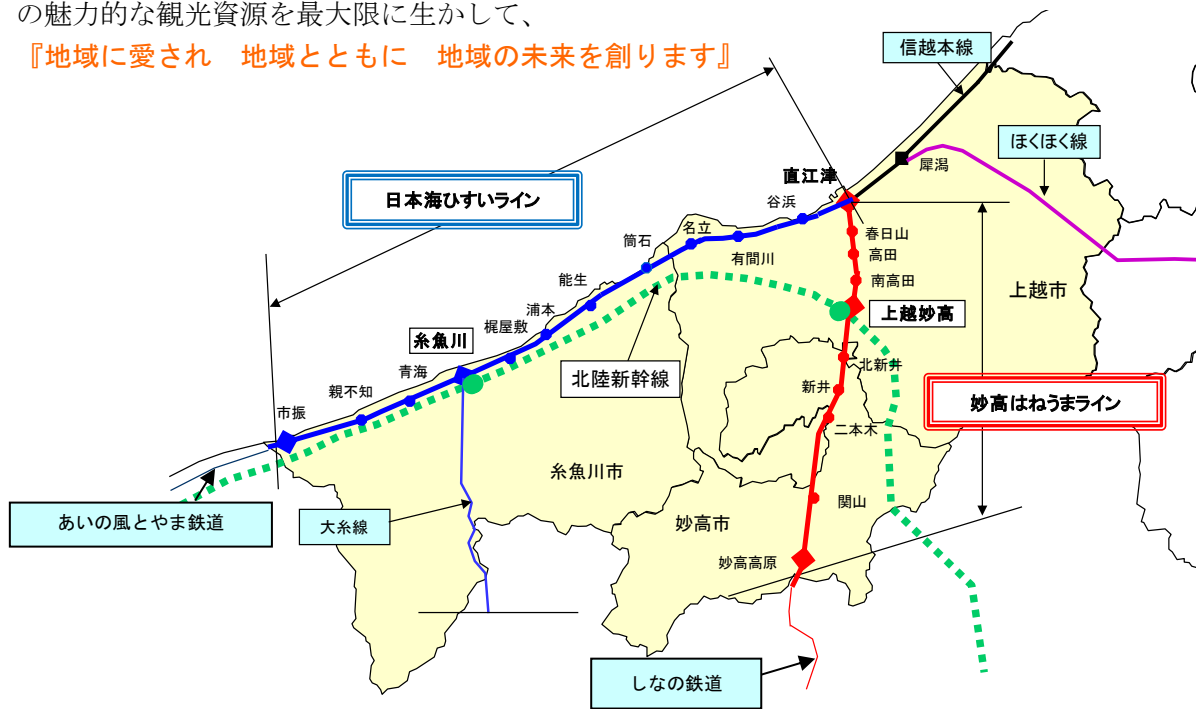 の魅力的な観光資源を最大限に生かして、
『地域に愛され　地域とともに　地域の未来を創ります』
信越本線
ほくほく線
犀潟
直江津
日本海ひすいライン
谷浜
春日山
名立
高田
筒石
有間川
南高田
能生
上越市
浦本
上越妙高
糸魚川
梶屋敷
北陸新幹線
北新井
青海
新井
親不知
妙高はねうまライン
市振
二本木
糸魚川市
関山
あいの風とやま鉄道
大糸線
妙高市
妙高高原
しなの鉄道